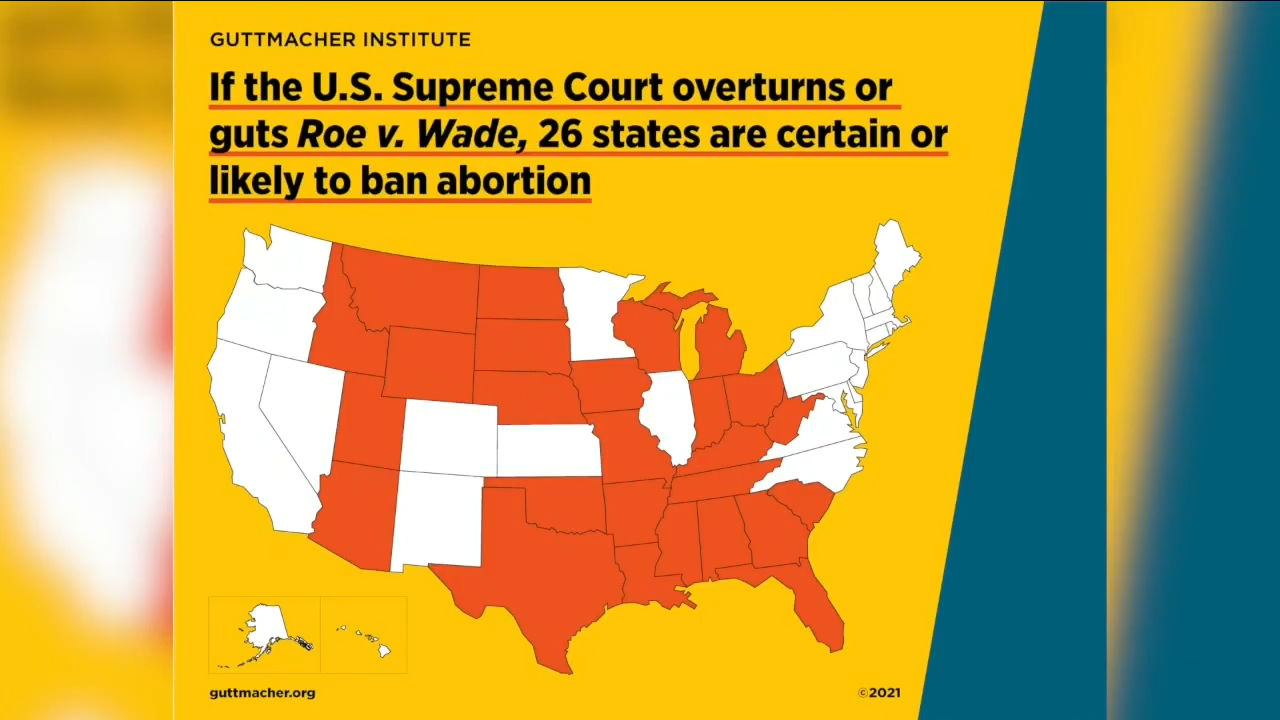 GUTTMACHER INSTITUTE
If the U.S. Supreme Court overturns or
guts Roe v. Wade, 26 states are certain or
likely to ban abortion
guttmacher.org
©2021